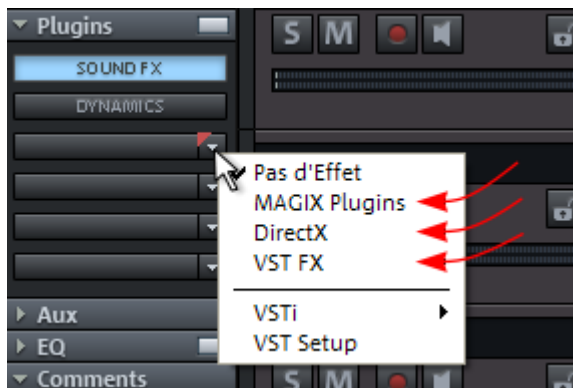 Plugins
S M
SOUND FX
DYNAMICS
Pas d'Effet
MAGIX Plugins
DirectX
VST FX
VSTi
VST Setup
Aux
EQ
Comments
S M